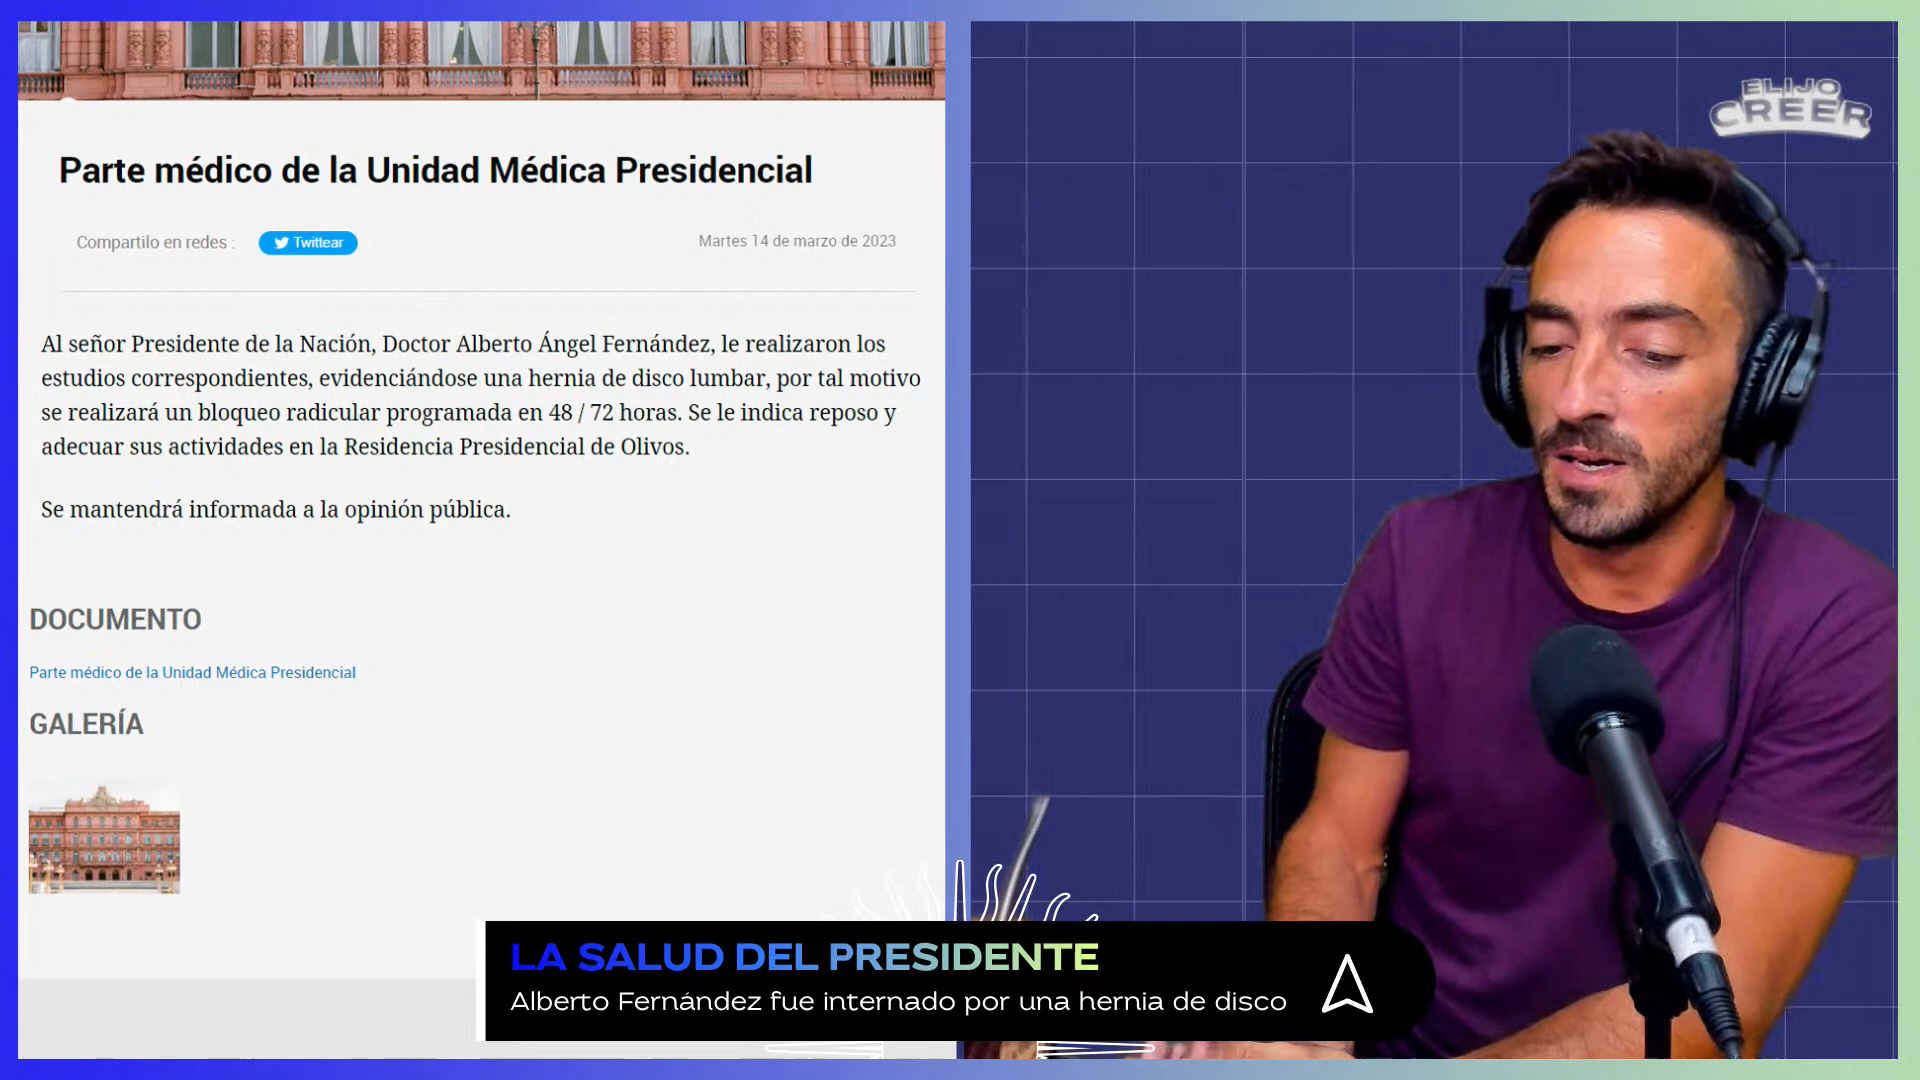 Parte médico de la Unidad Médica Presidencial
Compartilo en redes :
Twittear
Martes 14 de marzo de 2023
Al señor Presidente de la Nación, Doctor Alberto Ángel Fernández, le realizaron los
estudios correspondientes, evidenciándose una hernia de disco lumbar, por tal motivo
se realizará un bloqueo radicular programada en 48 / 72 horas. Se le indica reposo y
adecuar sus actividades en la Residencia Presidencial de Olivos.
Se mantendrá informada a la opinión pública.
DOCUMENTO
Parte médico de la Unidad Médica Presidencial
GALERÍA
ELIJO
CREER
2
LA SALUD DEL PRESIDENTE
Alberto Fernández fue internado por una hernia de disco